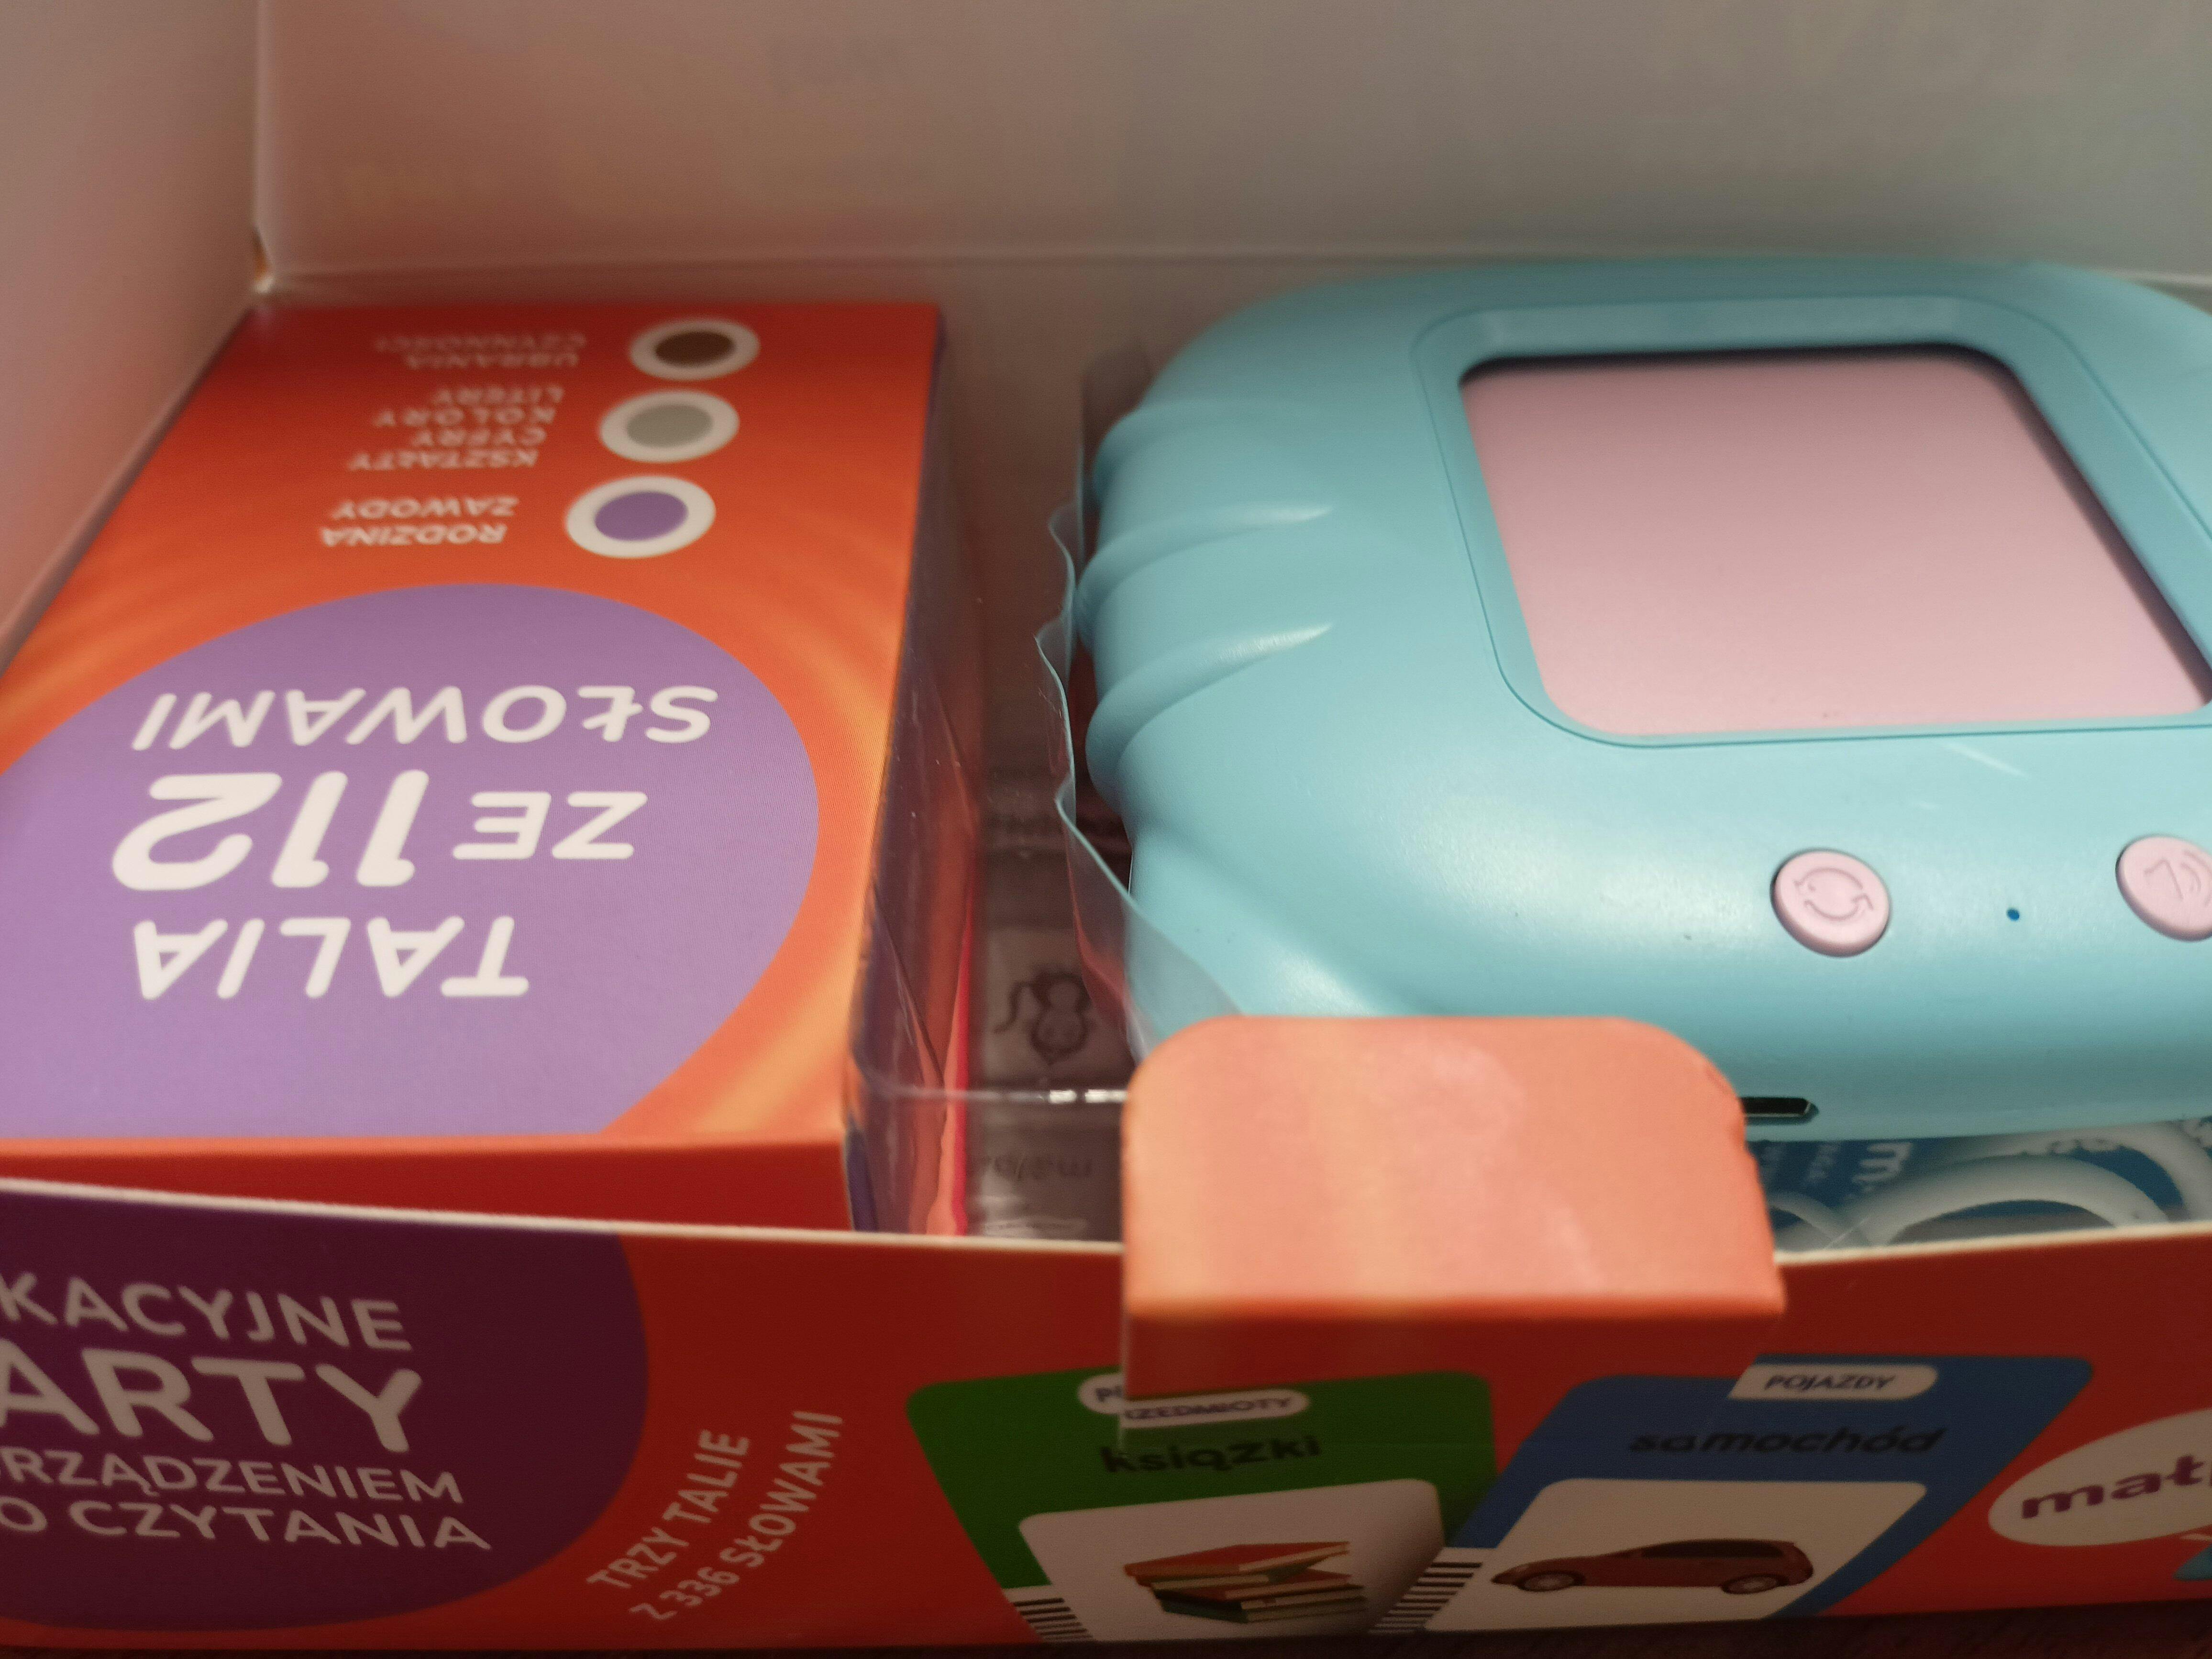 TALIA
ZE 112
SŁOWAMI
RODZINA
ZAWODY
KSZTAŁTY
CYFRY
KOLORY
LITERY
UBRANIA
CZYNNOŚCI
KACYJNE
ARTY
RZĄDZENIEM
O CZYTANIA
TRZY TALIE
Z 336 SŁOWAMI
książki
POJAZDY
samochód